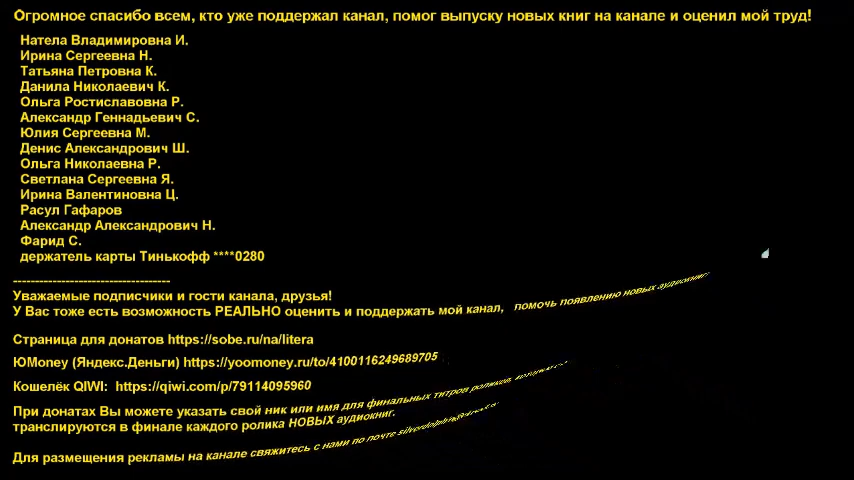 Огромное спасибо всем, кто уже поддержал канал, помог выпуску новых книг на канале и оценил мой труд!
Натела Владимировна И.
Ирина Сергеевна Н.
Татьяна Петровна К.
Данила Николаевич К.
Ольга Ростиславовна Р.
Александр Геннадьевич С.
Юлия Сергеевна М.
Денис Александрович Ш.
Ольга Николаевна Р.
Светлана Сергеевна Я.
Ирина Валентиновна Ц.
Расул Гафаров
Александр Александрович Н.
Фарид С.
держатель карты Тинькофф ****0280
-------------------------------------
Уважаемые подписчики и гости канала, друзья!
У Вас тоже есть возможность РЕАЛЬНО оценить и поддержать мой канал, помочь появлению новых аудиокниг
Страница для донатов https://sobe.ru/na/litera
ЮMoney (Яндекс.Деньги) https://yoomoney.ru/to/4100116249689705
Кошелёк QIWI: https://qiwi.com/p/79114095960
При донатах Вы можете указать свой ник или имя для финальных титров роликов,
транслируются в финале каждого ролика НОВЫХ аудиокниг.
Для размещения рекламы на канале свяжитесь с нами по почте